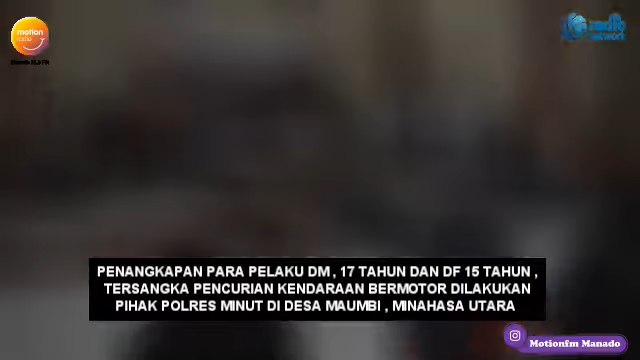 motion
radio
PENANGKAPAN PARA PELAKU DM , 17 TAHUN DAN DF 15 TAHUN ,
TERSANGKA PENCURIAN KENDARAAN BERMOTOR DILAKUKAN
PIHAK POLRES MINUT DI DESA MAUMBI , MINAHASA UTARA
Motionfm Manado